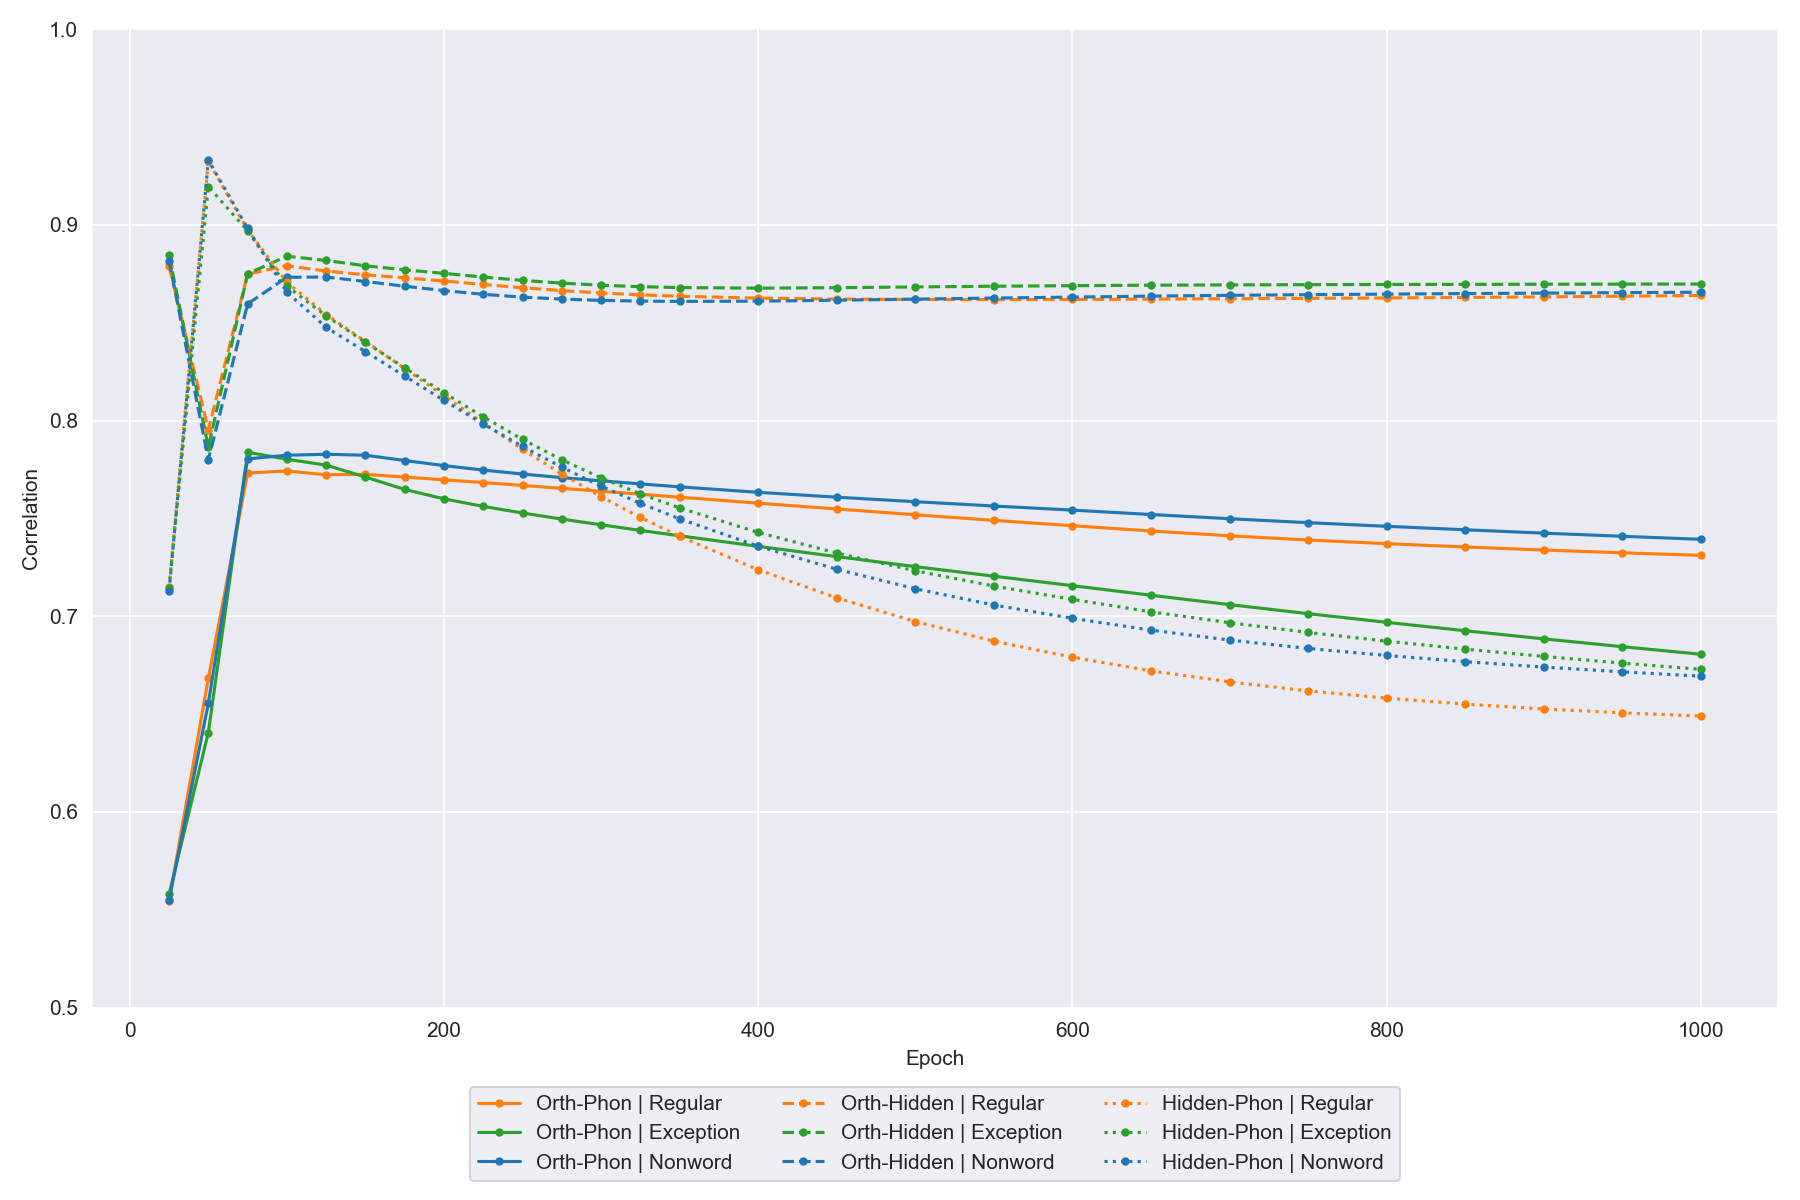 1.0
0.9
0.8
0.7
0.6
0.5
Correlation
0 200 400 600 800 1000
Epoch
Orth-Phon | Regular Orth-Hidden | Regular Hidden-Phon | Regular
Orth-Phon | Exception Orth-Hidden | Exception Hidden-Phon | Exception
Orth-Phon | Nonword Orth-Hidden | Nonword Hidden-Phon | Nonword